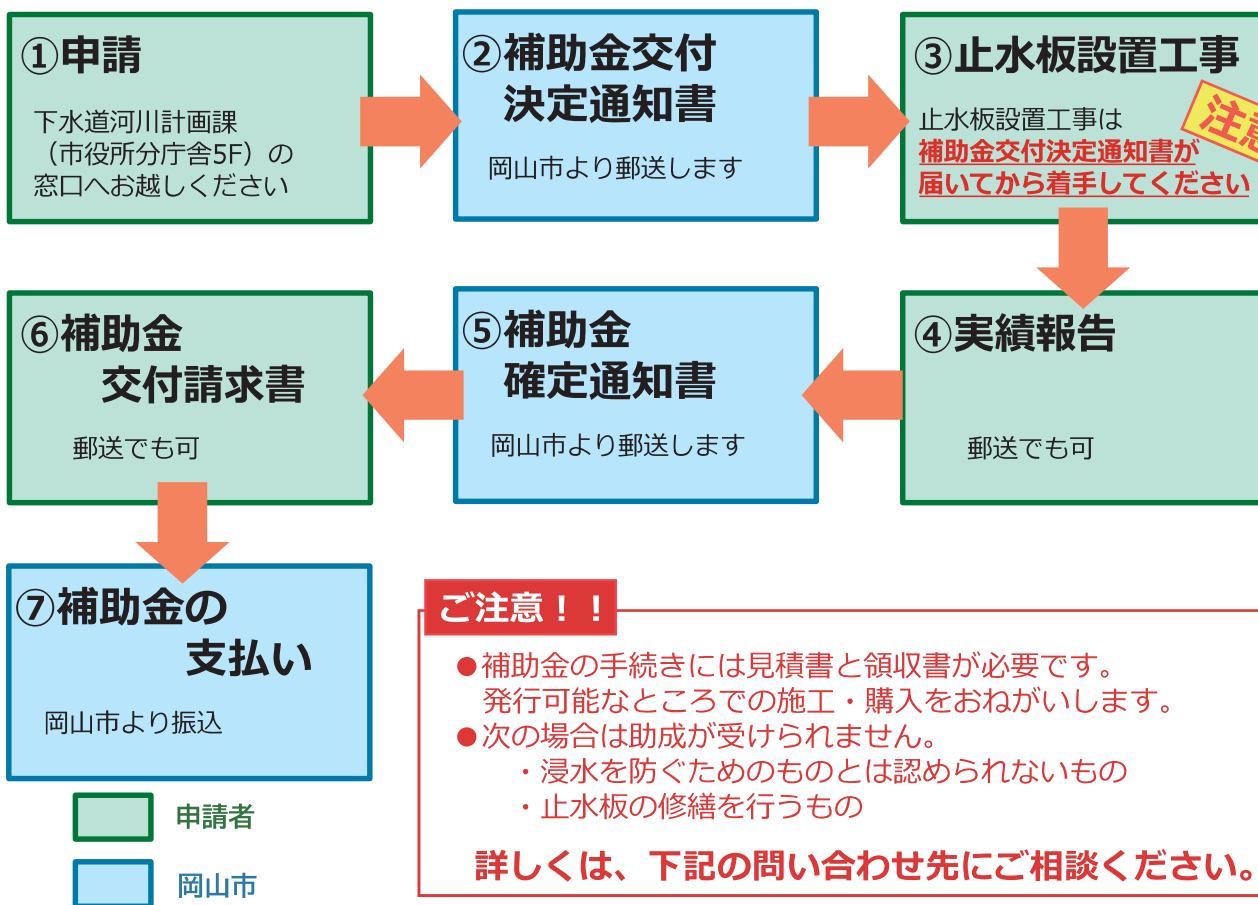 ①申請
下水道河川計画課
（市役所分庁舎5F）の
窓口へお越しください
②補助金交付
決定通知書
岡山市より郵送します
③止水板設置工事
注意
止水板設置工事は
補助金交付決定通知書が
届いてから着手してください
④実績報告
郵送でも可
⑤補助金
確定通知書
岡山市より郵送します
⑥補助金
交付請求書
郵送でも可
⑦補助金の
支払い
岡山市より振込
申請者
岡山市
ご注意！！
●補助金の手続きには見積書と領収書が必要です。
発行可能なところでの施工・購入をおねがいします。
●次の場合は助成が受けられません。
・浸水を防ぐためのものとは認められないもの
・止水板の修繕を行うもの
詳しくは、下記の問い合わせ先にご相談ください。